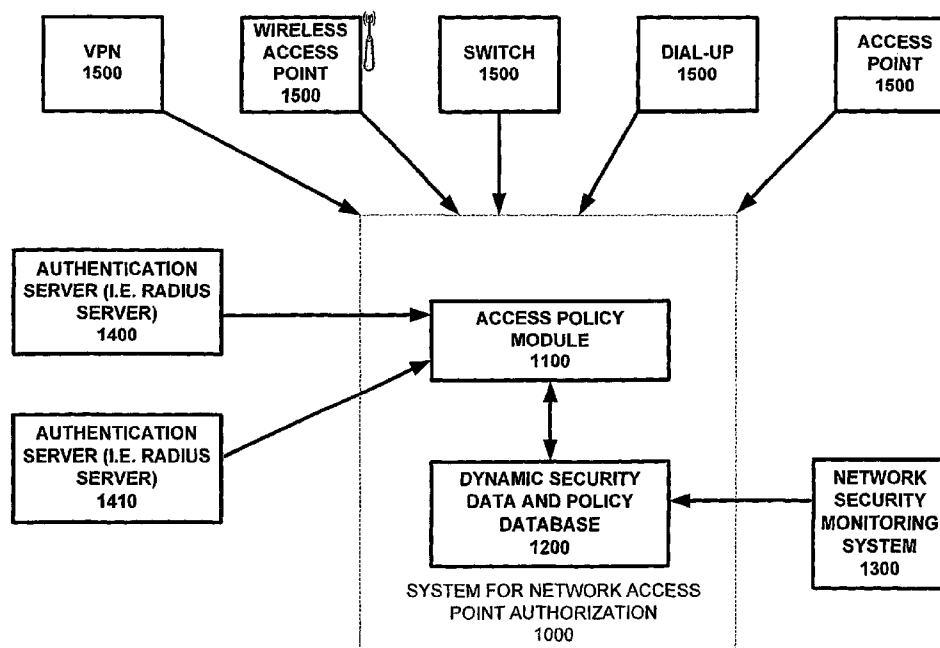 VPN
1500
WIRELESS
ACCESS
POINT
1500
SWITCH
1500
DIAL-UP
1500
ACCESS
POINT
1500
AUTHENTICATION
SERVER (I.E. RADIUS
SERVER)
1400
ACCESS POLICY
MODULE
1100
AUTHENTICATION
SERVER (I.E. RADIUS
SERVER)
1410
DYNAMIC SECURITY
DATA AND POLICY
DATABASE
1200
NETWORK
SECURITY
MONITORING
SYSTEM
1300
SYSTEM FOR NETWORK ACCESS
POINT AUTHORIZATION
1000